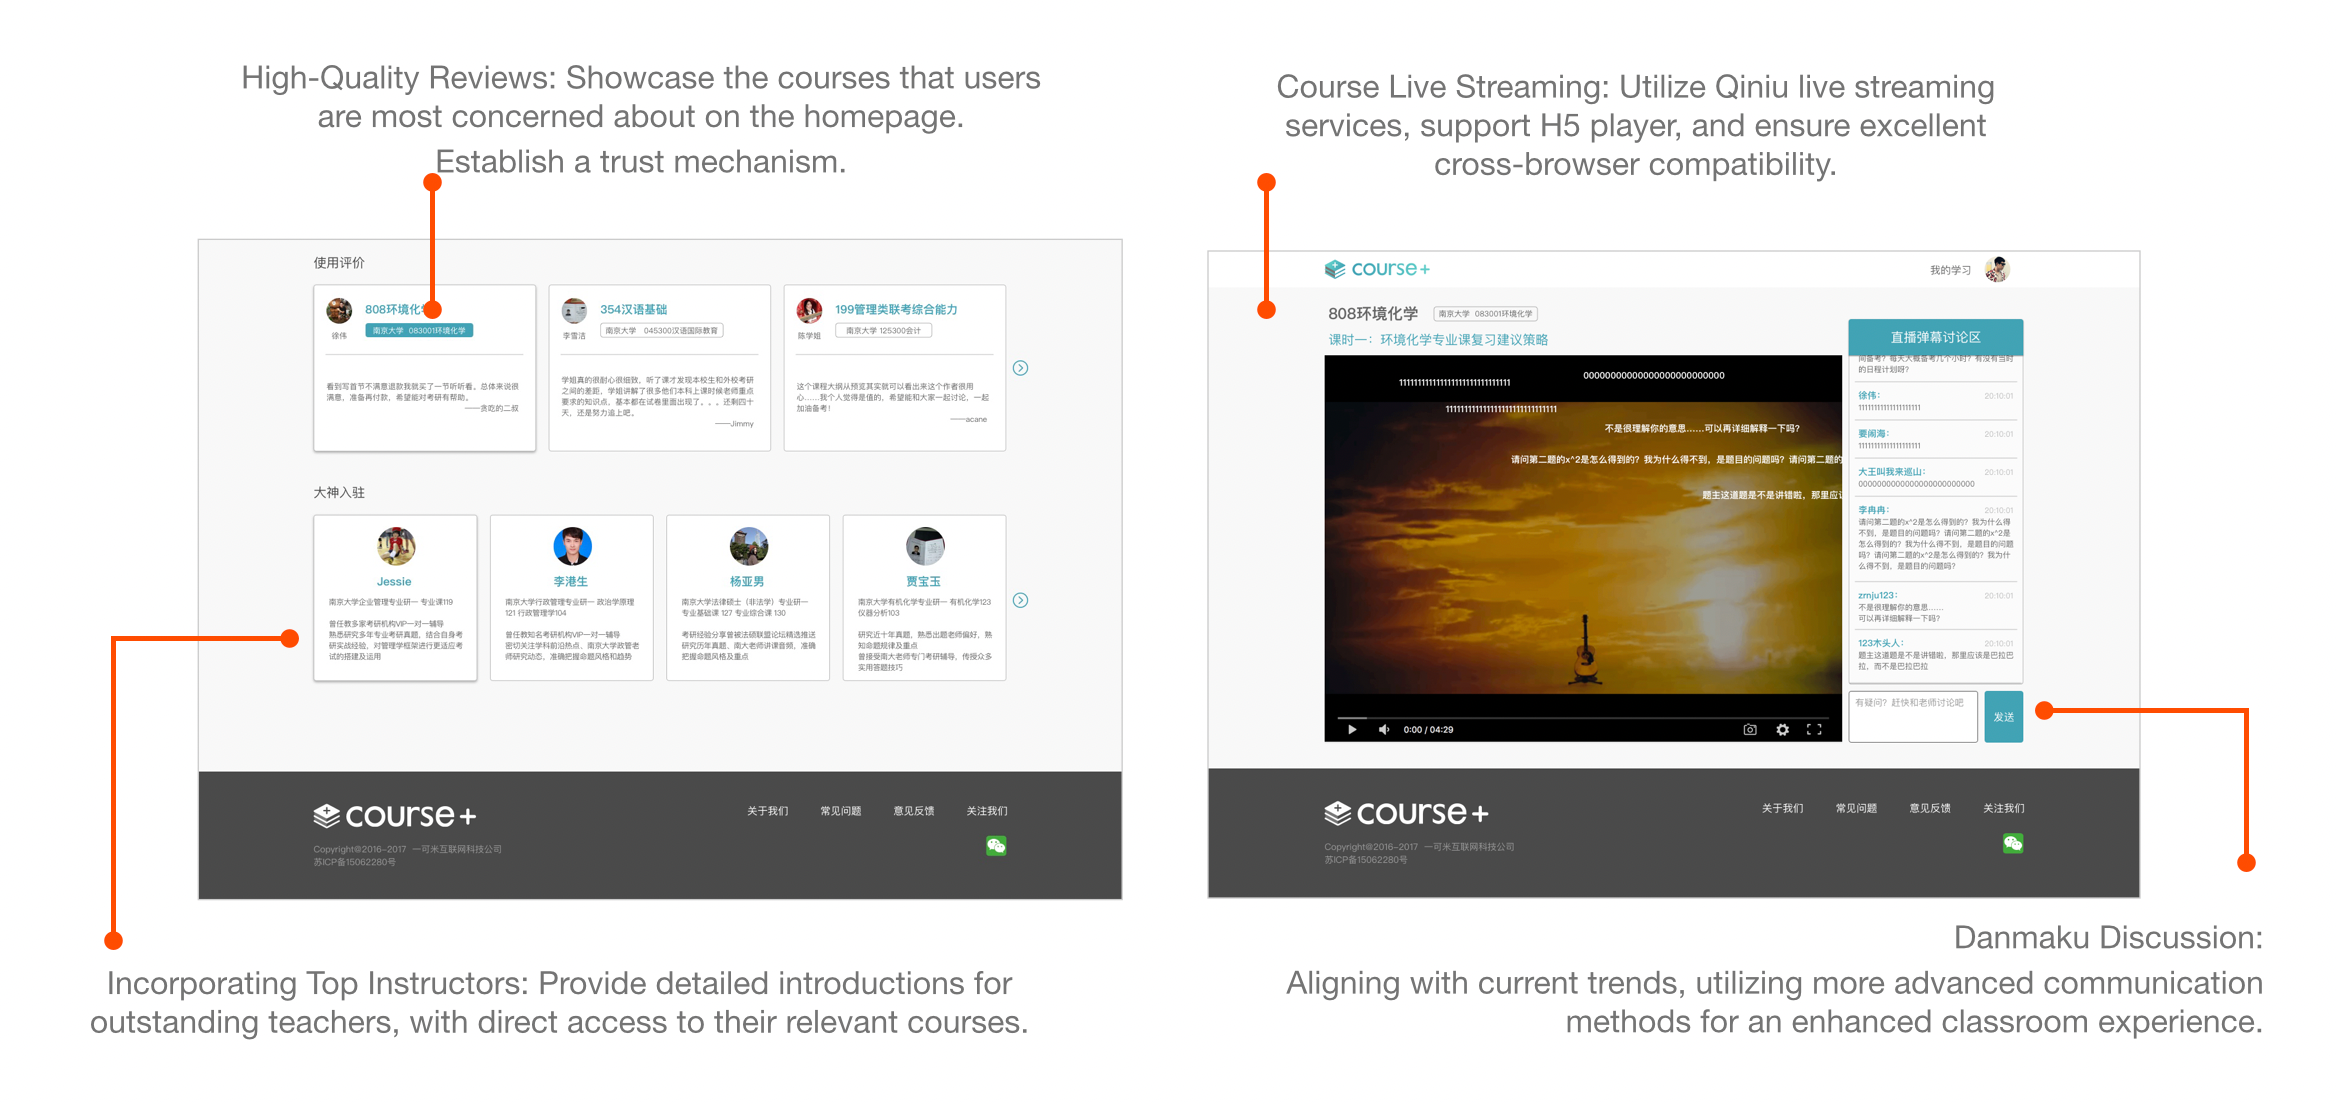 High-Quality Reviews: Showcase the courses that users
are most concerned about on the homepage.
Establish a trust mechanism.
使用评价
808环境化学
南京大学 083001环境化学
徐伟
看到写首节不满意退款我就买了一节听听看。总体来说很
满意，准备再付款，希望能对考研有帮助。
——贪吃的二叔
354汉语基础
南京大学 045300汉语国际教育
李雪洁
学姐真的很耐心很细致，听了课才发现本校生和外校考研
之间的差距，学姐讲解了很多他们本科上课时候老师重点
要求的知识点，基本都在试卷里面出现了。。。还剩四十
天，还是努力追上吧。
——Jimmy
199管理类联考综合能力
南京大学 125300会计
陈学姐
这个课程大纲从预览其实就可以看出来这个作者很用
心......我个人觉得是值的，希望能和大家一起讨论，一起
加油备考！
——acane
大神入驻
Jessie
南京大学企业管理专业研一 专业课119
曾任教多家考研机构VIP一对一辅导
熟悉研究多年专业考研真题，结合自身考
研实战经验，对管理学框架进行更适应考
试的搭建及运用
李港生
南京大学行政管理专业研一 政治学原理
121 行政管理学104
曾任教知名考研机构VIP一对一辅导
密切关注学科前沿热点、南京大学政管老
师研究动态，准确把握命题风格和趋势
杨亚男
南京大学法律硕士（非法学）专业研一
专业基础课 127 专业综合课 130
考研经验分享曾被法硕联盟论坛精选推送
研究历年真题、南大老师讲课音频，准确
把握命题风格及重点
贾宝玉
南京大学有机化学专业研一 有机化学123
仪器分析103
研究近十年真题，熟悉出题老师偏好，熟
知命题规律及重点
曾接受南大老师专门考研辅导，传授众多
实用答题技巧
course+
Copyright©2016-2017 一可米互联网科技公司
苏ICP备15062280号
关于我们
常见问题
意见反馈
关注我们
Incorporating Top Instructors: Provide detailed introductions for
outstanding teachers, with direct access to their relevant courses.
Course Live Streaming: Utilize Qiniu live streaming
services, support H5 player, and ensure excellent
cross-browser compatibility.
course+
我的学习
808环境化学
南京大学 083001环境化学
课时一：环境化学专业课复习建议策略
不是很理解你的意思......可以再详细解释一下吗？
请问第二题的x^2是怎么得到的？我为什么得不到，是题目的问题吗？请问第二题的
题主这道题是不是讲错啦，那里应该
0:00 / 04:29
直播弹幕讨论区
间备考？每天大概备考几个小时？有没有当时
的日程计划呀？
徐伟： 20:10:01
要闹海： 20:10:01
大王叫我来巡山： 20:10:01
李冉冉： 20:10:01
请问第二题的x^2是怎么得到的？我为什么得
不到，是题目的问题吗？请问第二题的x^2是
怎么得到的？我为什么得不到，是题目的问题
吗？请问第二题的x^2是怎么得到的？我为什
么得不到，是题目的问题吗？
zmju123： 20:10:01
不是很理解你的意思......
可以再详细解释一下吗？
123木头人： 20:10:01
题主这道题是不是讲错啦，那里应该是巴拉巴
拉，而不是巴拉巴拉
有疑问？赶快和老师讨论吧
发送
course+
Copyright©2016-2017 一可米互联网科技公司
苏ICP备15062280号
关于我们
常见问题
意见反馈
关注我们
Danmaku Discussion:
Aligning with current trends, utilizing more advanced communication
methods for an enhanced classroom experience.